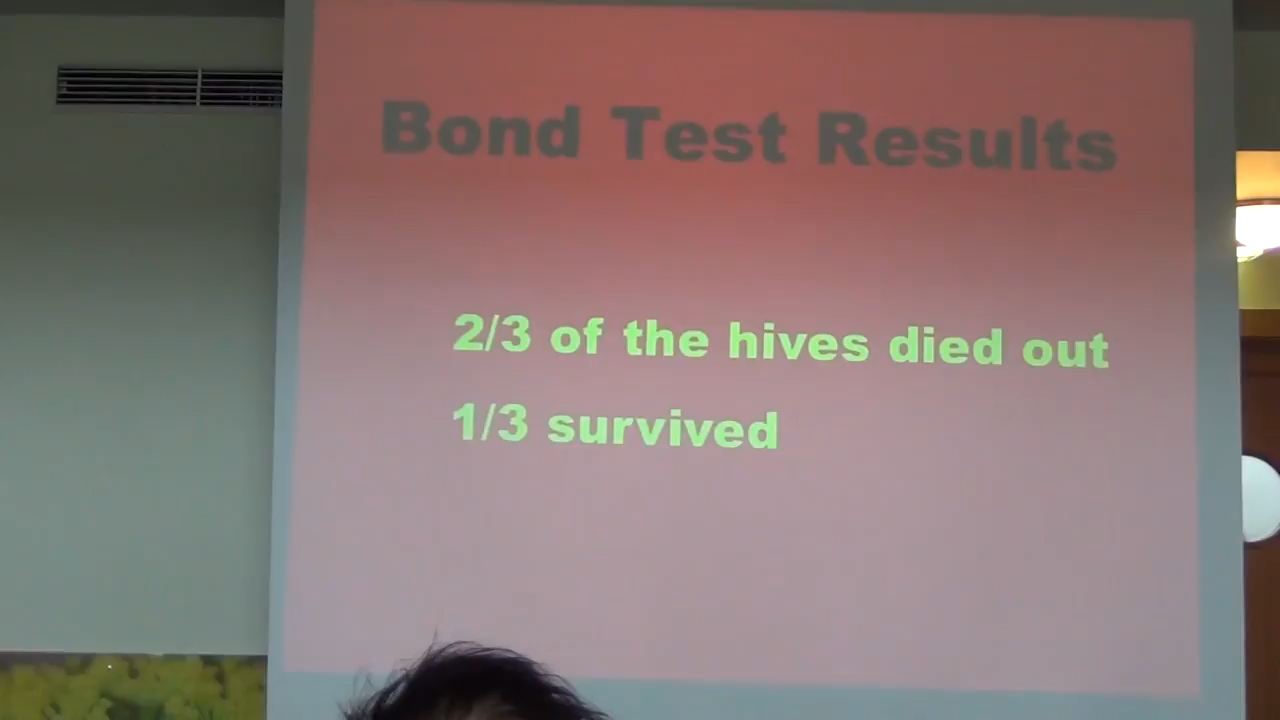 Bond Test Results
2/3 of the hives died out
1/3 survived